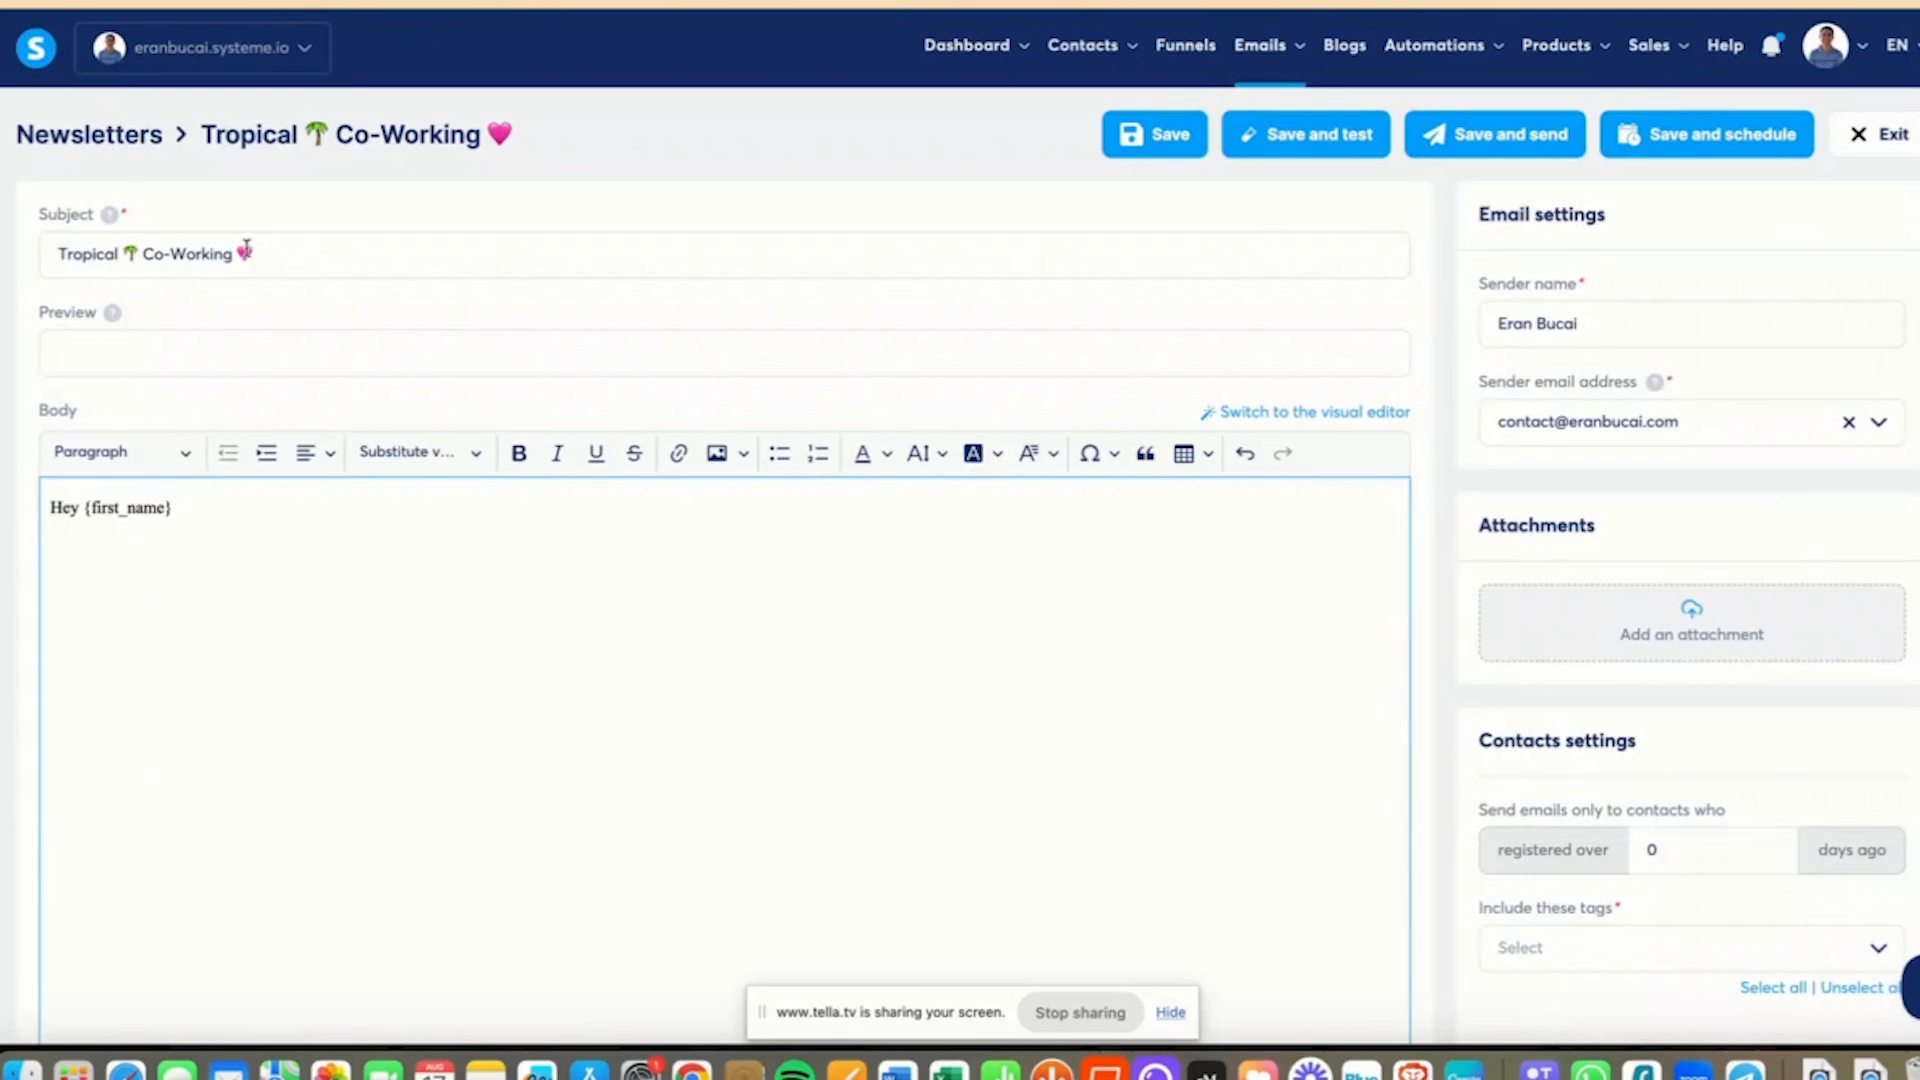 S
eranbucai.systeme.io
Dashboard
Contacts
Funnels
Emails
Blogs
Automations
Products
Sales
Help
EN
Newsletters > Tropical 🌴 Co-Working 💗
Save
Save and test
Save and send
Save and schedule
Exit
Subject ? *
Tropical 🌴 Co-Working 💗
Preview ?
Body
Switch to the visual editor
Paragraph
Substitute v...
Hey {first_name}
Email settings
Sender name *
Eran Bucai
Sender email address ? *
contact@eranbucai.com
Attachments
Add an attachment
Contacts settings
Send emails only to contacts who
registered over
0
days ago
Include these tags *
Select
Select all | Unselect al
www.tella.tv is sharing your screen.
Stop sharing
Hide
AUG